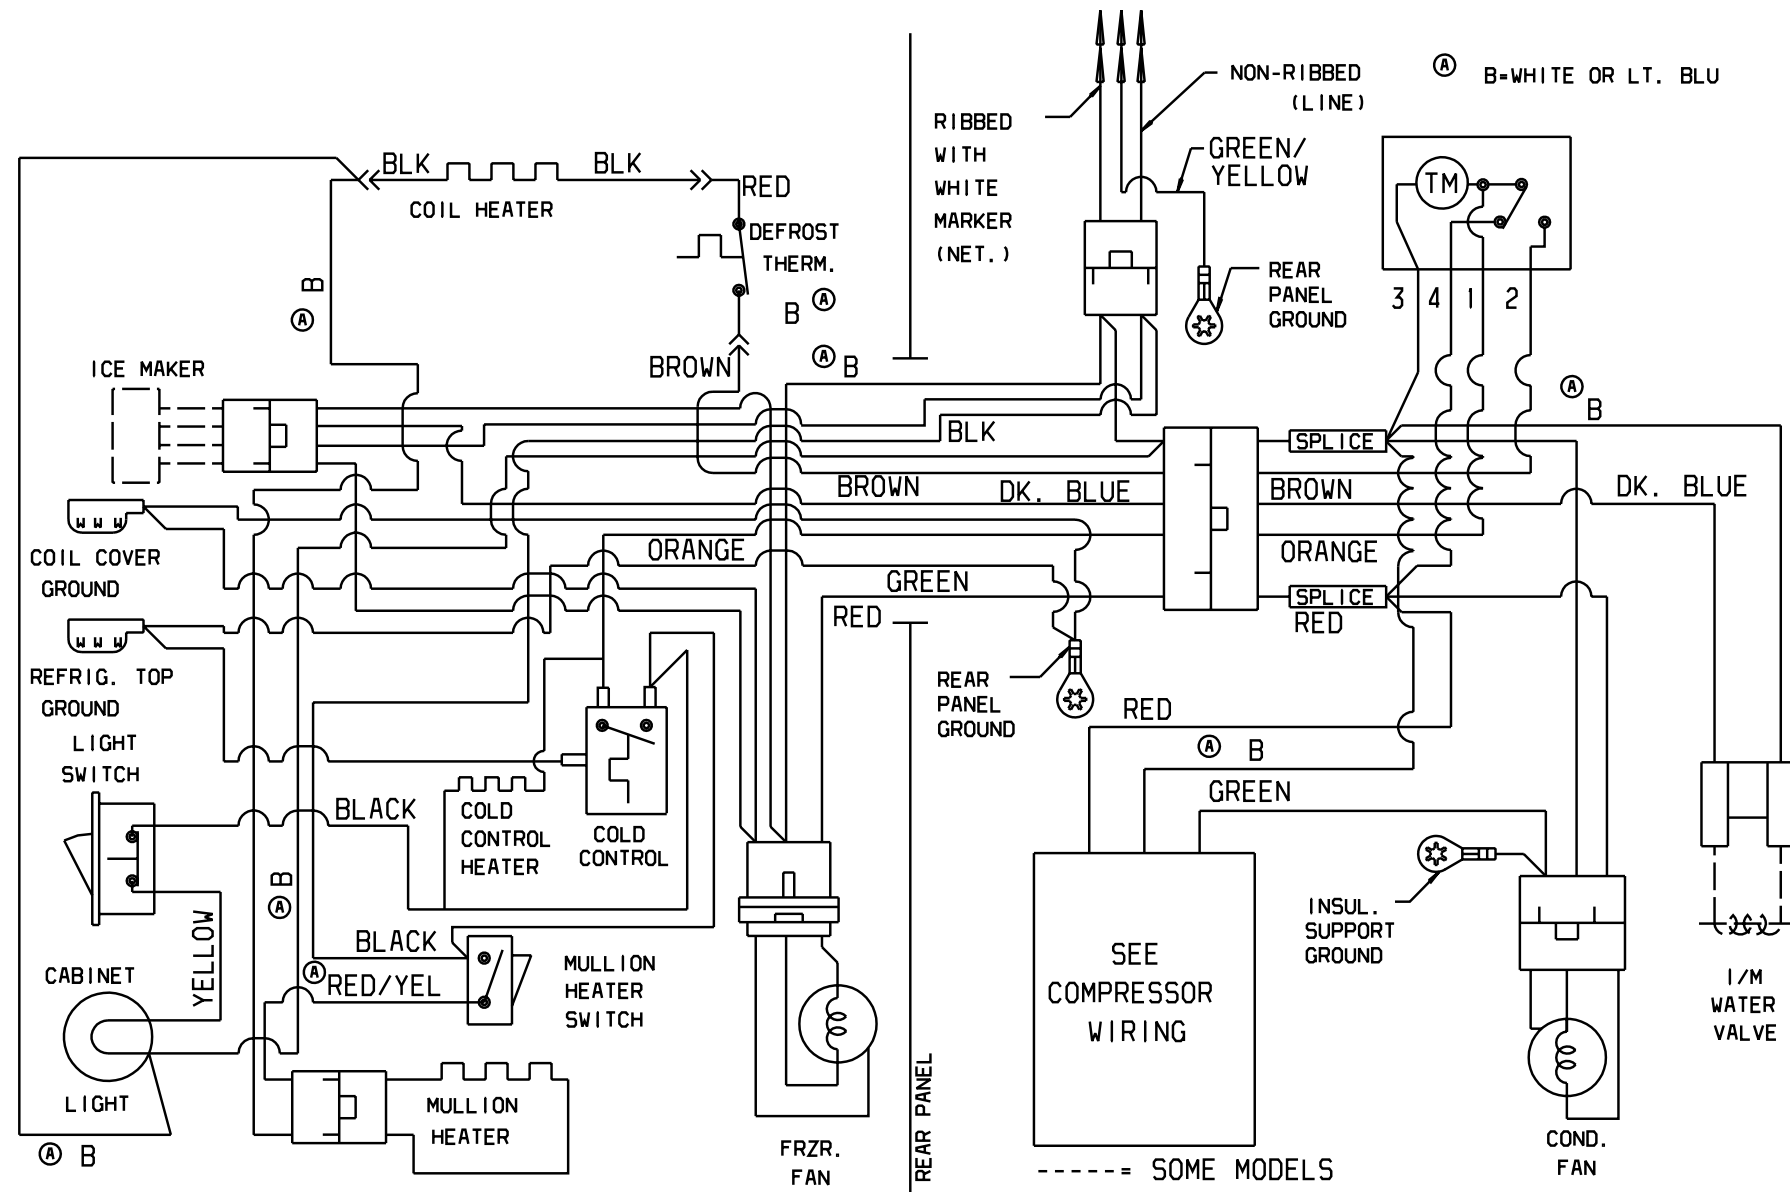 NON-RIBBED
(LINE)
Ⓐ B=WHITE OR LT. BLU
RIBBED
WITH
WHITE
MARKER
(NET.)
GREEN/
YELLOW
BLK
BLK
RED
COIL HEATER
DEFROST
THERM.
TM
REAR
PANEL
GROUND
3 4 1 2
B
Ⓐ
Ⓐ
B
BROWN
Ⓐ
B
ICE MAKER
Ⓐ
B
BLK
SPLICE
BROWN
DK. BLUE
BROWN
DK. BLUE
COIL COVER
GROUND
ORANGE
ORANGE
GREEN
SPLICE
RED
RED
REFRIG. TOP
GROUND
REAR
PANEL
GROUND
RED
Ⓐ B
LIGHT
SWITCH
BLACK
COLD
CONTROL
HEATER
COLD
CONTROL
GREEN
B
Ⓐ
YELLOW
BLACK
Ⓐ
RED/YEL
MULLION
HEATER
SWITCH
INSUL.
SUPPORT
GROUND
SEE
COMPRESSOR
WIRING
CABINET
LIGHT
I/M
WATER
VALVE
MULLION
HEATER
Ⓐ B
FRZR.
FAN
REAR PANEL
COND.
FAN
-----= SOME MODELS